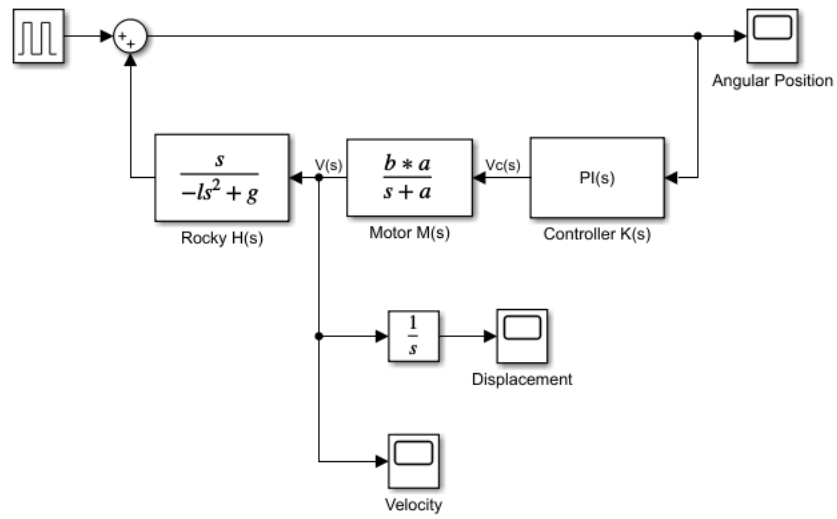 +
+
Angular Position
s
-ls² + g
Rocky H(s)
V(s)
b * a
s + a
Motor M(s)
Vc(s)
PI(s)
Controller K(s)
1
s
Displacement
Velocity